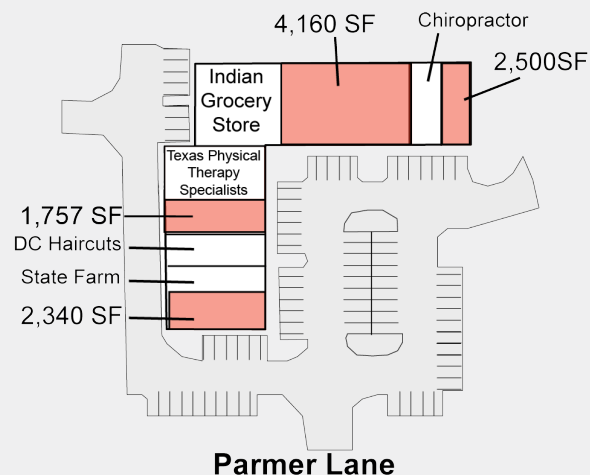 4,160 SF
Chiropractor
2,500SF
Indian
Grocery
Store
Texas Physical
Therapy
Specialists
1,757 SF
DC Haircuts
State Farm
2,340 SF
Parmer Lane